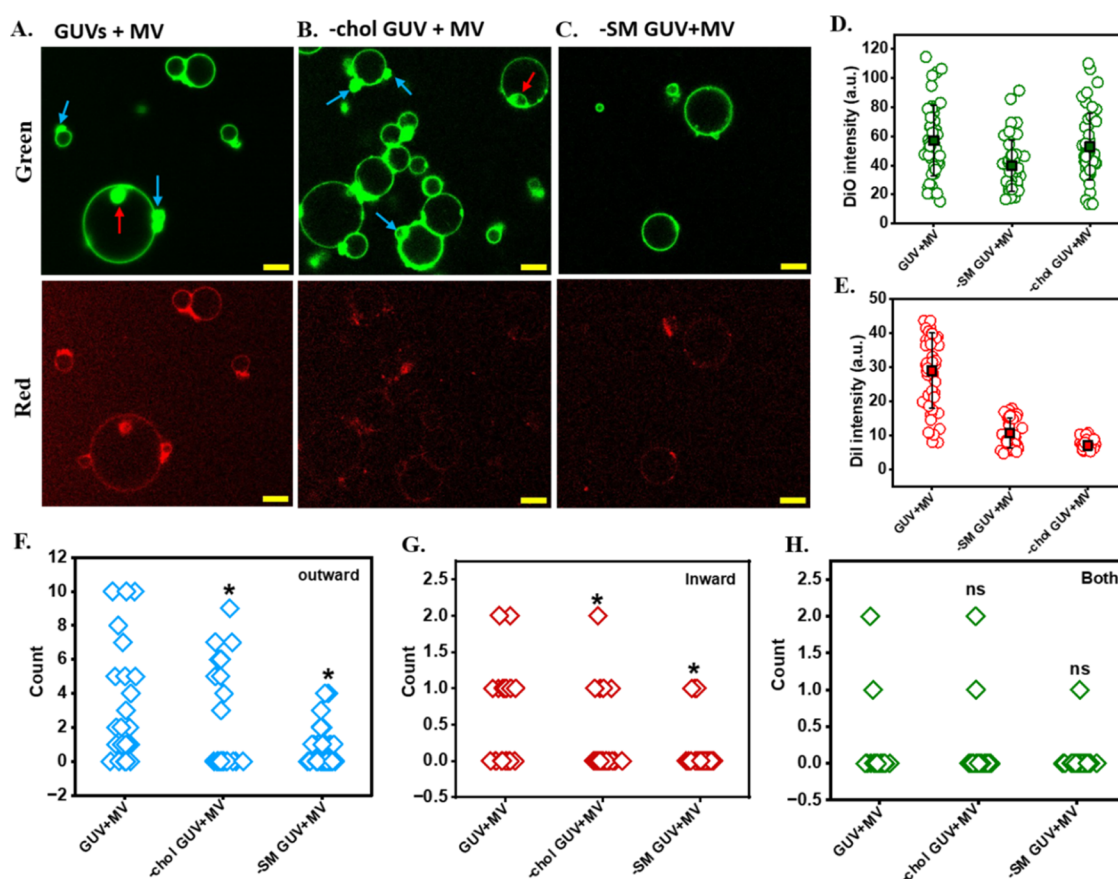 A. GUVs + MV
B. -chol GUV + MV
C. -SM GUV+MV
Green
Red
D.
DiO intensity (a.u.)
120
100
80
60
40
20
0
GUV+MV
-SM GUV+MV
-chol GUV+MV
E.
DiI intensity (a.u.)
50
40
30
20
10
0
GUV+MV
-SM GUV+MV
-chol GUV+MV
F.
outward
Count
12
10
8
6
4
2
0
−2
*
*
GUV+MV
-chol GUV+MV
-SM GUV+MV
G.
Inward
Count
2.5
2.0
1.5
1.0
0.5
0.0
−0.5
*
*
GUV+MV
-chol GUV+MV
-SM GUV+MV
H.
Both
Count
2.5
2.0
1.5
1.0
0.5
0.0
−0.5
ns
ns
GUV+MV
-chol GUV+MV
-SM GUV+MV